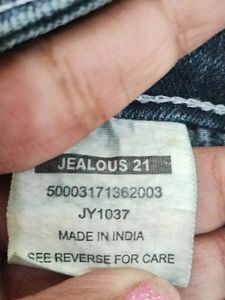 JEALOUS 21
50003171362003
JY1037
MADE IN INDIA
SEE REVERSE FOR CARE